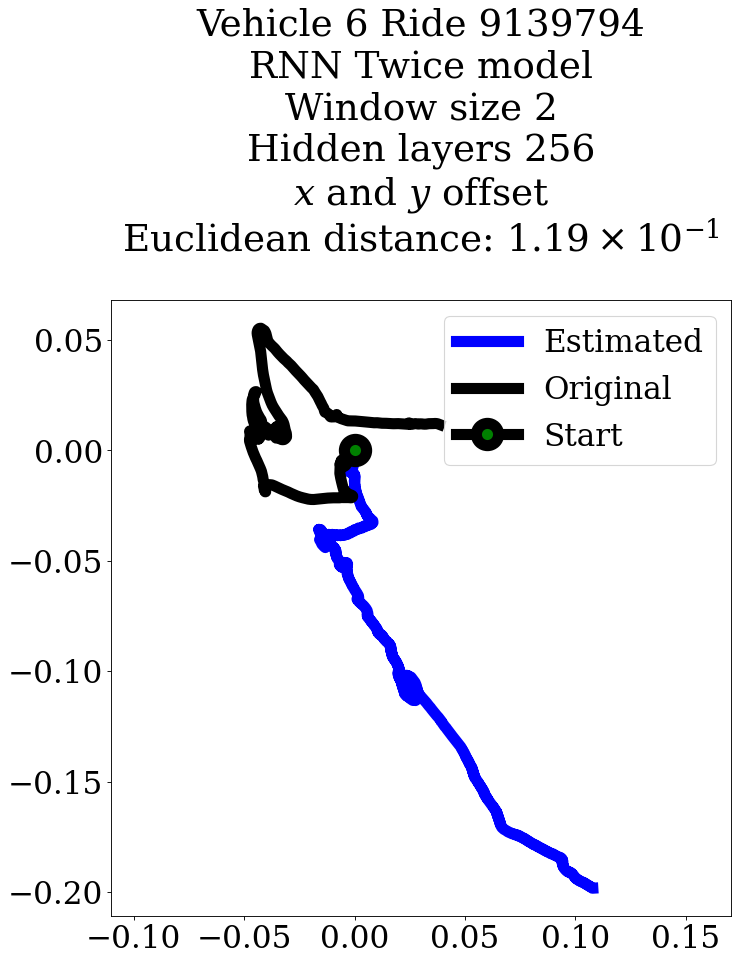 Vehicle 6 Ride 9139794
RNN Twice model
Window size 2
Hidden layers 256
x and y offset
Euclidean distance: 1.19 × 10⁻¹
Estimated
Original
Start
0.05
0.00
−0.05
−0.10
−0.15
−0.20
−0.10 −0.05 0.00 0.05 0.10 0.15